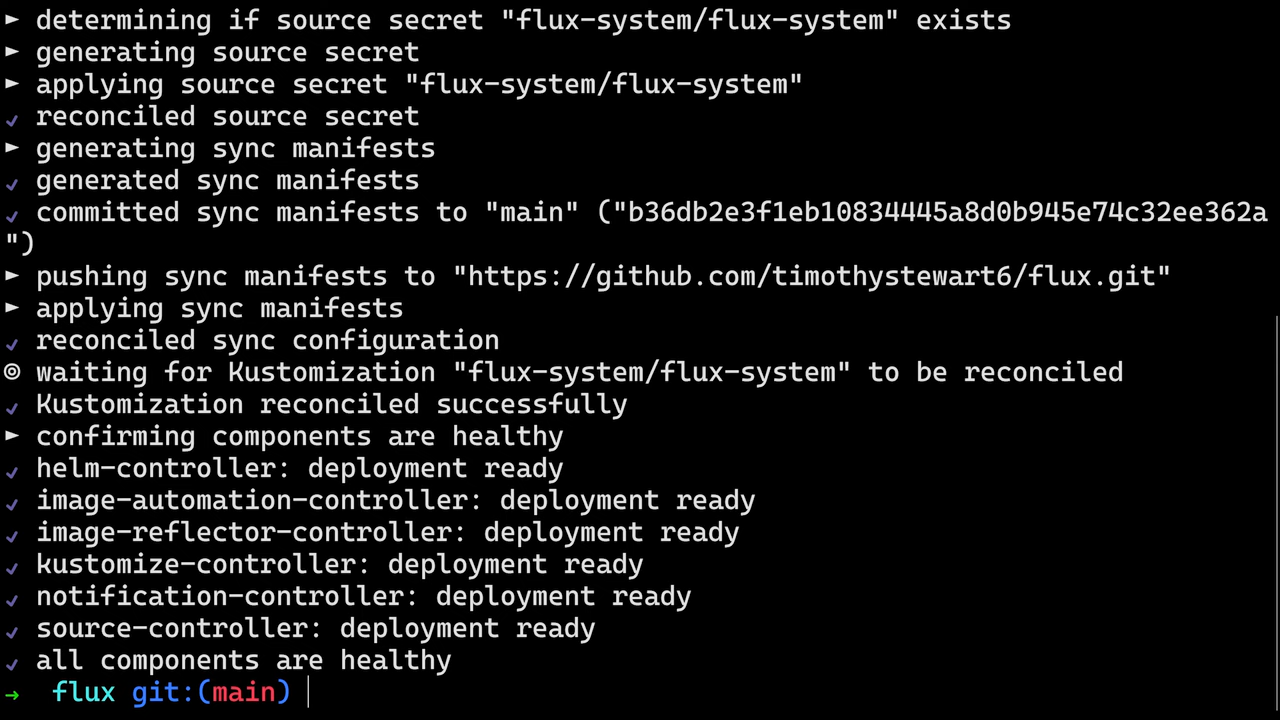 ► determining if source secret "flux-system/flux-system" exists
► generating source secret
► applying source secret "flux-system/flux-system"
✔ reconciled source secret
► generating sync manifests
✔ generated sync manifests
✔ committed sync manifests to "main" ("b36db2e3f1eb10834445a8d0b945e74c32ee362a
")
► pushing sync manifests to "https://github.com/timothystewart6/flux.git"
► applying sync manifests
✔ reconciled sync configuration
◎ waiting for Kustomization "flux-system/flux-system" to be reconciled
✔ Kustomization reconciled successfully
► confirming components are healthy
✔ helm-controller: deployment ready
✔ image-automation-controller: deployment ready
✔ image-reflector-controller: deployment ready
✔ kustomize-controller: deployment ready
✔ notification-controller: deployment ready
✔ source-controller: deployment ready
✔ all components are healthy
→ flux git:(main)